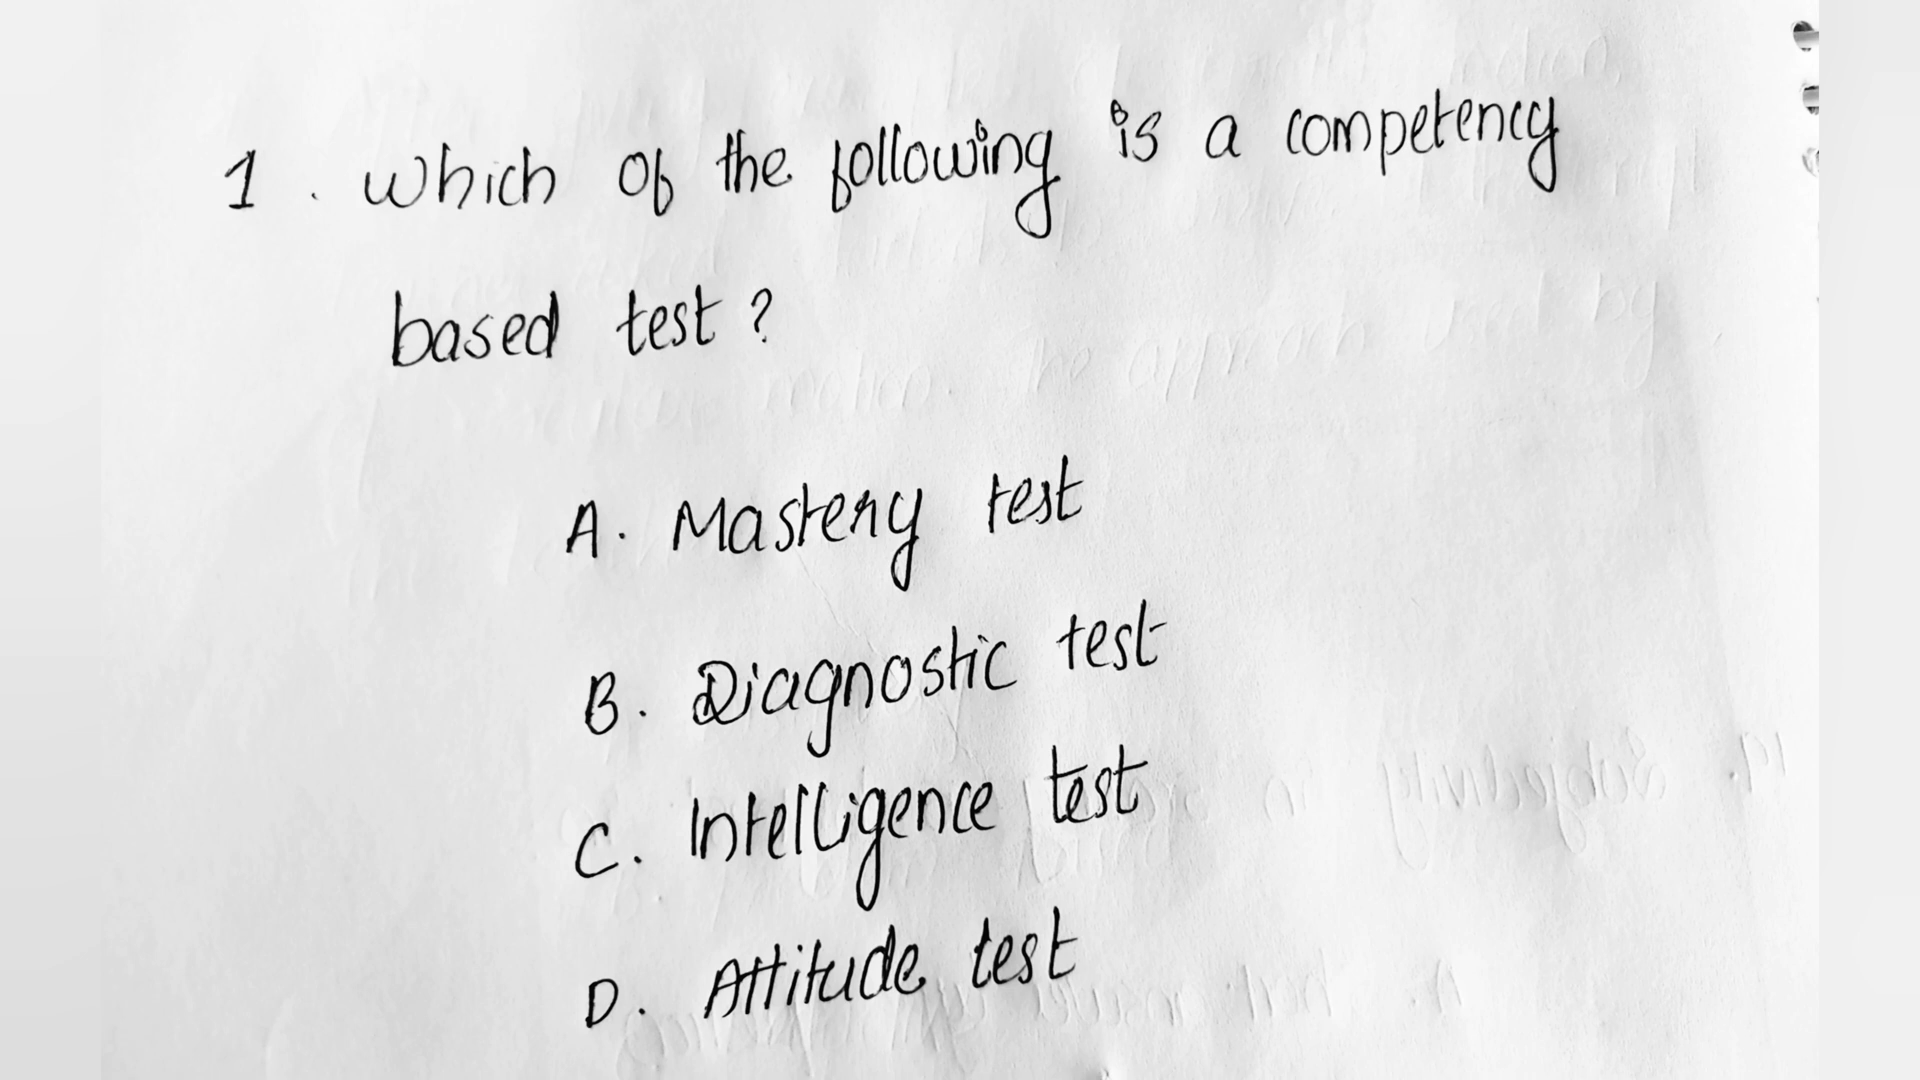 1. Which of the following is a competency
based test?
A. Mastery test
B. Diagnostic test
C. Intelligence test
D. Attitude test